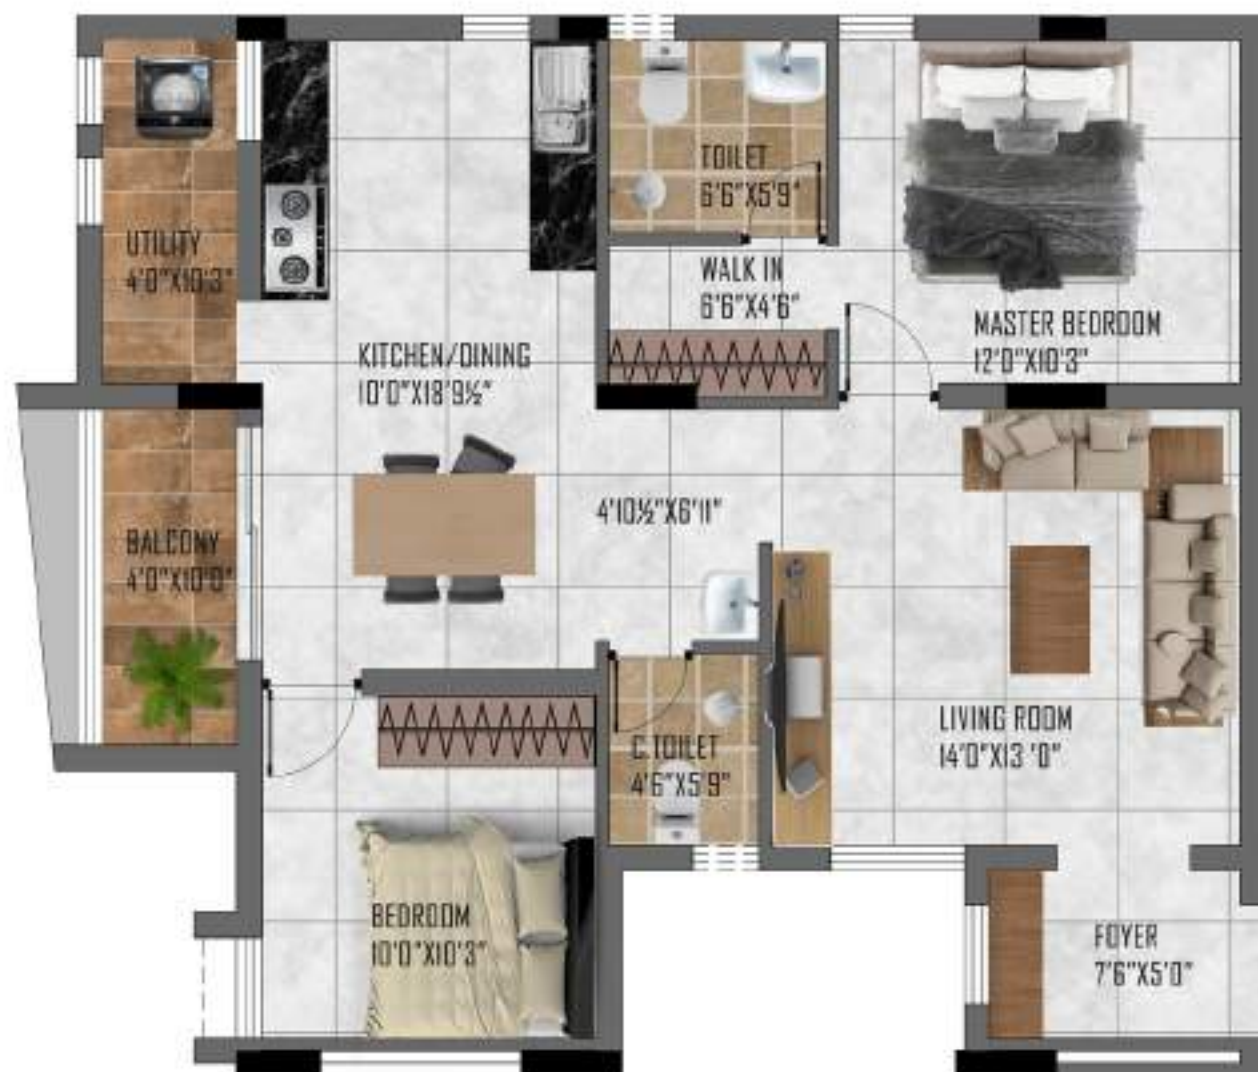 TOILET
6'6"X5'9"
UTILITY
4'0"X10'3"
WALK IN
6'6"X4'6"
MASTER BEDROOM
12'0"X10'3"
KITCHEN/DINING
10'0"X18'9½"
4'10½"X6'11"
BALCONY
4'0"X10'0"
LIVING ROOM
14'0"X13 '0"
C.TOILET
4'6"X5'9"
BEDROOM
10'0"X10'3"
FOYER
7'6"X5'0"